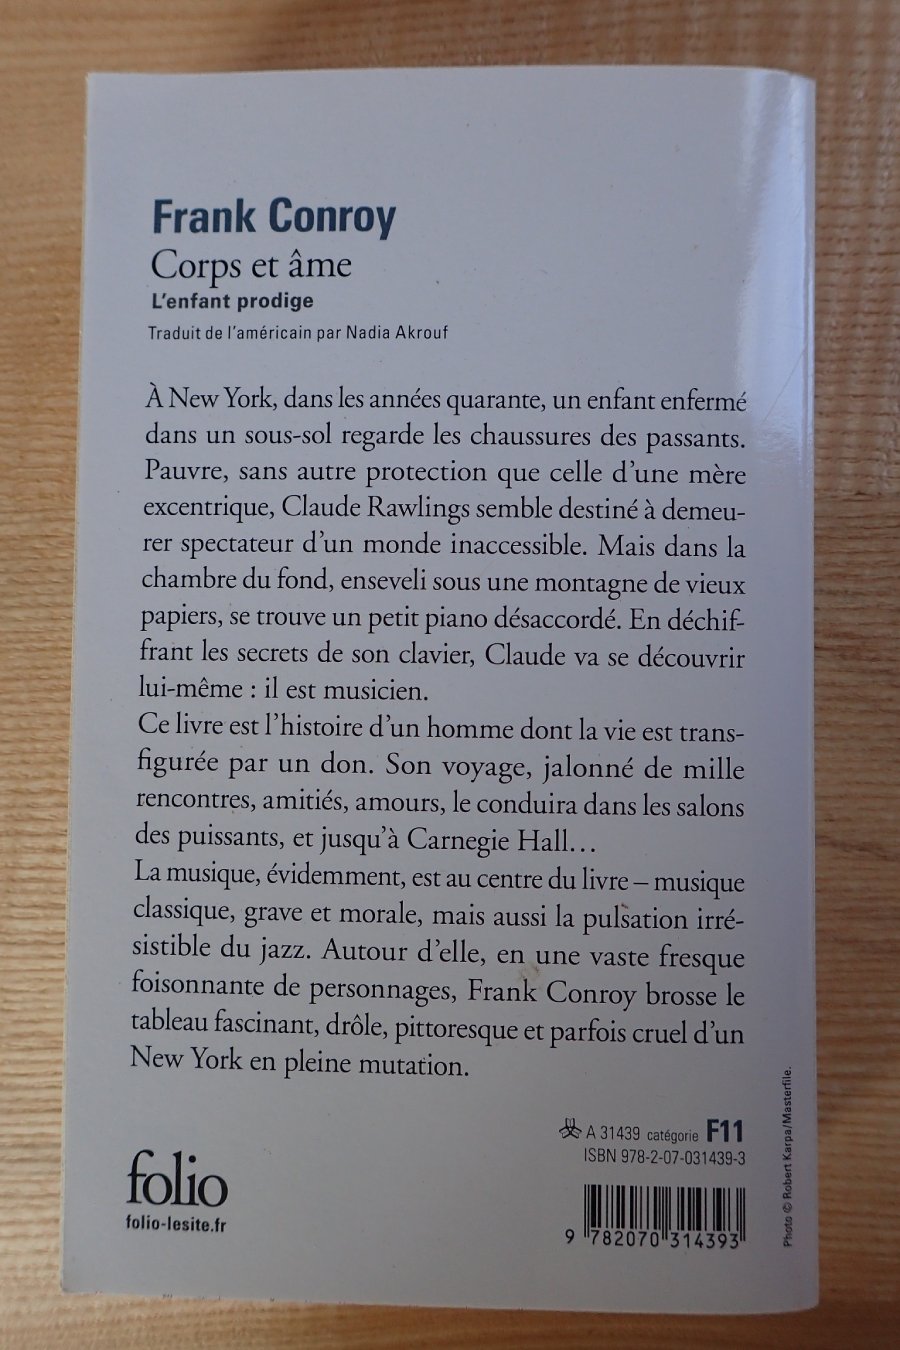 Frank Conroy
Corps et âme
L'enfant prodige
Traduit de l'américain par Nadia Akrouf
À New York, dans les années quarante, un enfant enfermé
dans un sous-sol regarde les chaussures des passants.
Pauvre, sans autre protection que celle d'une mère
excentrique, Claude Rawlings semble destiné à demeu-
rer spectateur d'un monde inaccessible. Mais dans la
chambre du fond, enseveli sous une montagne de vieux
papiers, se trouve un petit piano désaccordé. En déchif-
frant les secrets de son clavier, Claude va se découvrir
lui-même : il est musicien.
Ce livre est l'histoire d'un homme dont la vie est trans-
figurée par un don. Son voyage, jalonné de mille
rencontres, amitiés, amours, le conduira dans les salons
des puissants, et jusqu'à Carnegie Hall…
La musique, évidemment, est au centre du livre – musique
classique, grave et morale, mais aussi la pulsation irré-
sistible du jazz. Autour d'elle, en une vaste fresque
foisonnante de personnages, Frank Conroy brosse le
tableau fascinant, drôle, pittoresque et parfois cruel d'un
New York en pleine mutation.
A 31439 catégorie F11
ISBN 978-2-07-031439-3
folio
folio-lesite.fr
9 782070 314393
Photo © Robert Karpa/Masterfile.